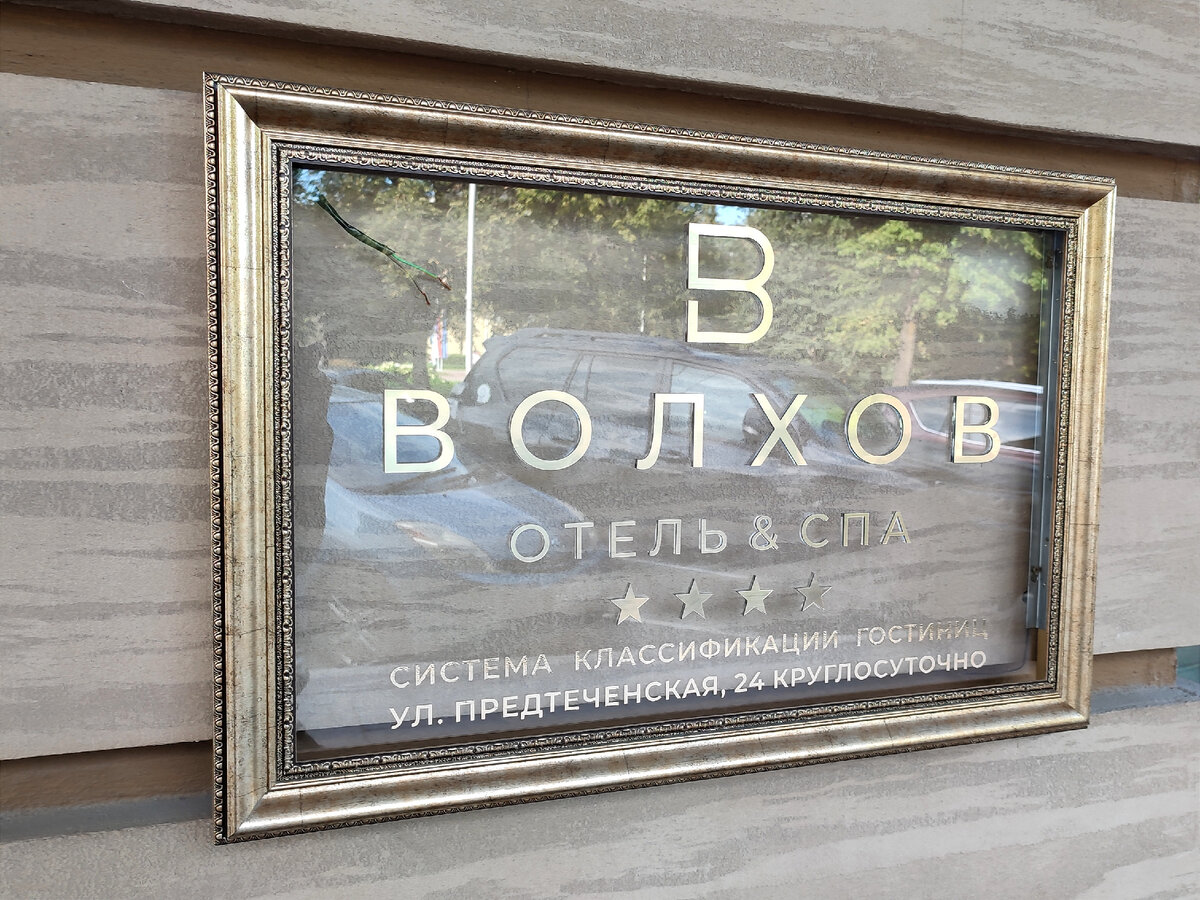 В
ВОЛХОВ
ОТЕЛЬ & СПА
СИСТЕМА КЛАССИФИКАЦИИ ГОСТИНИЦ
УЛ. ПРЕДТЕЧЕНСКАЯ, 24 КРУГЛОСУТОЧНО